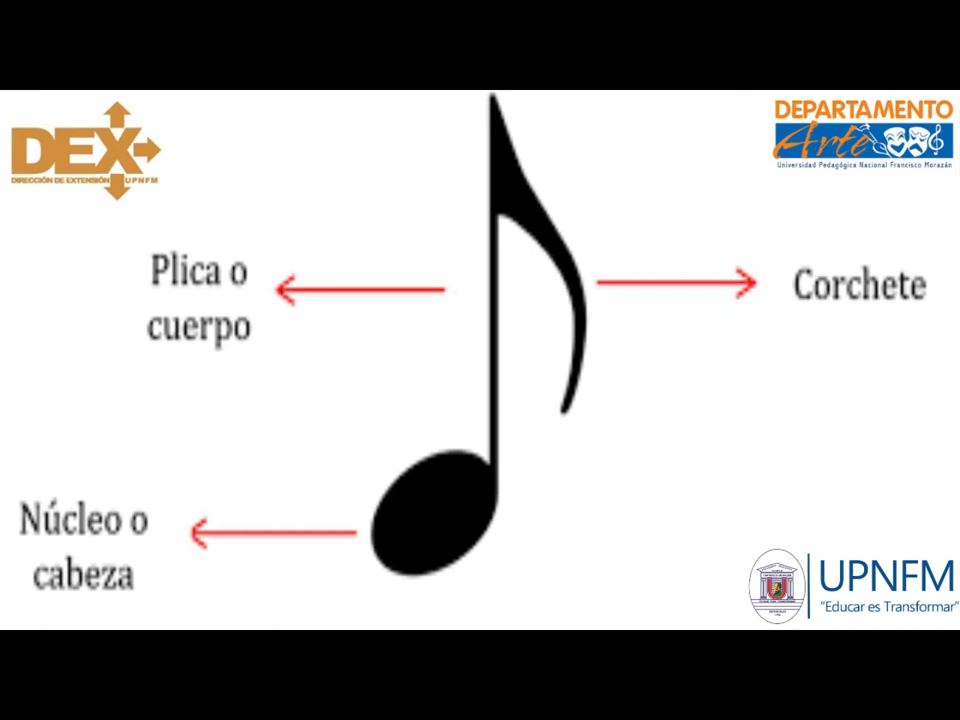 DEX
DIRECCIÓN DE EXTENSIÓN UPNFM
DEPARTAMENTO
Arte
Universidad Pedagógica Nacional Francisco Morazán
Plica o
cuerpo
Corchete
Núcleo o
cabeza
UPNFM
"Educar es Transformar"